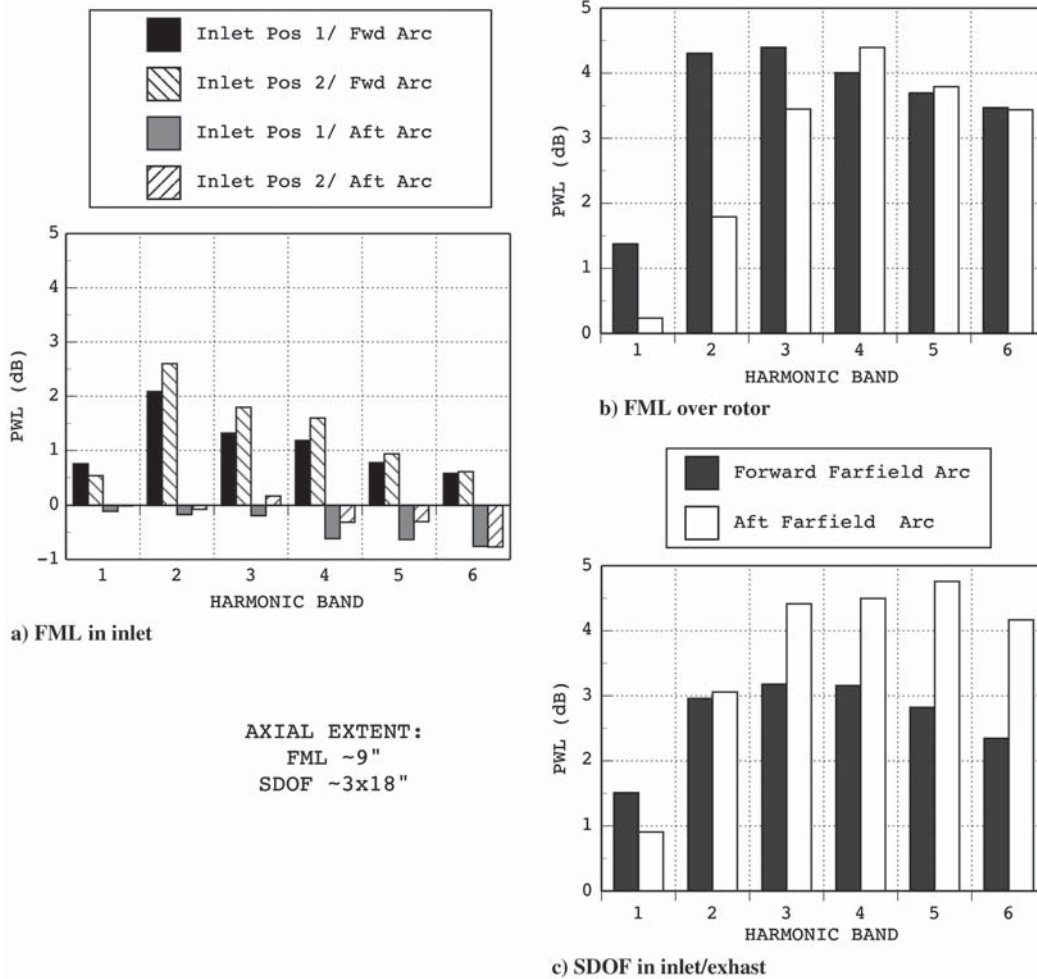 Inlet Pos 1/ Fwd Arc
Inlet Pos 2/ Fwd Arc
Inlet Pos 1/ Aft Arc
Inlet Pos 2/ Aft Arc
5
4
3
2
1
0
−1
PWL (dB)
1 2 3 4 5 6
HARMONIC BAND
a) FML in inlet
AXIAL EXTENT:
FML ~9"
SDOF ~3x18"
5
4
3
2
1
0
PWL (dB)
1 2 3 4 5 6
HARMONIC BAND
b) FML over rotor
Forward Farfield Arc
Aft Farfield Arc
5
4
3
2
1
0
PWL (dB)
1 2 3 4 5 6
HARMONIC BAND
c) SDOF in inlet/exhast